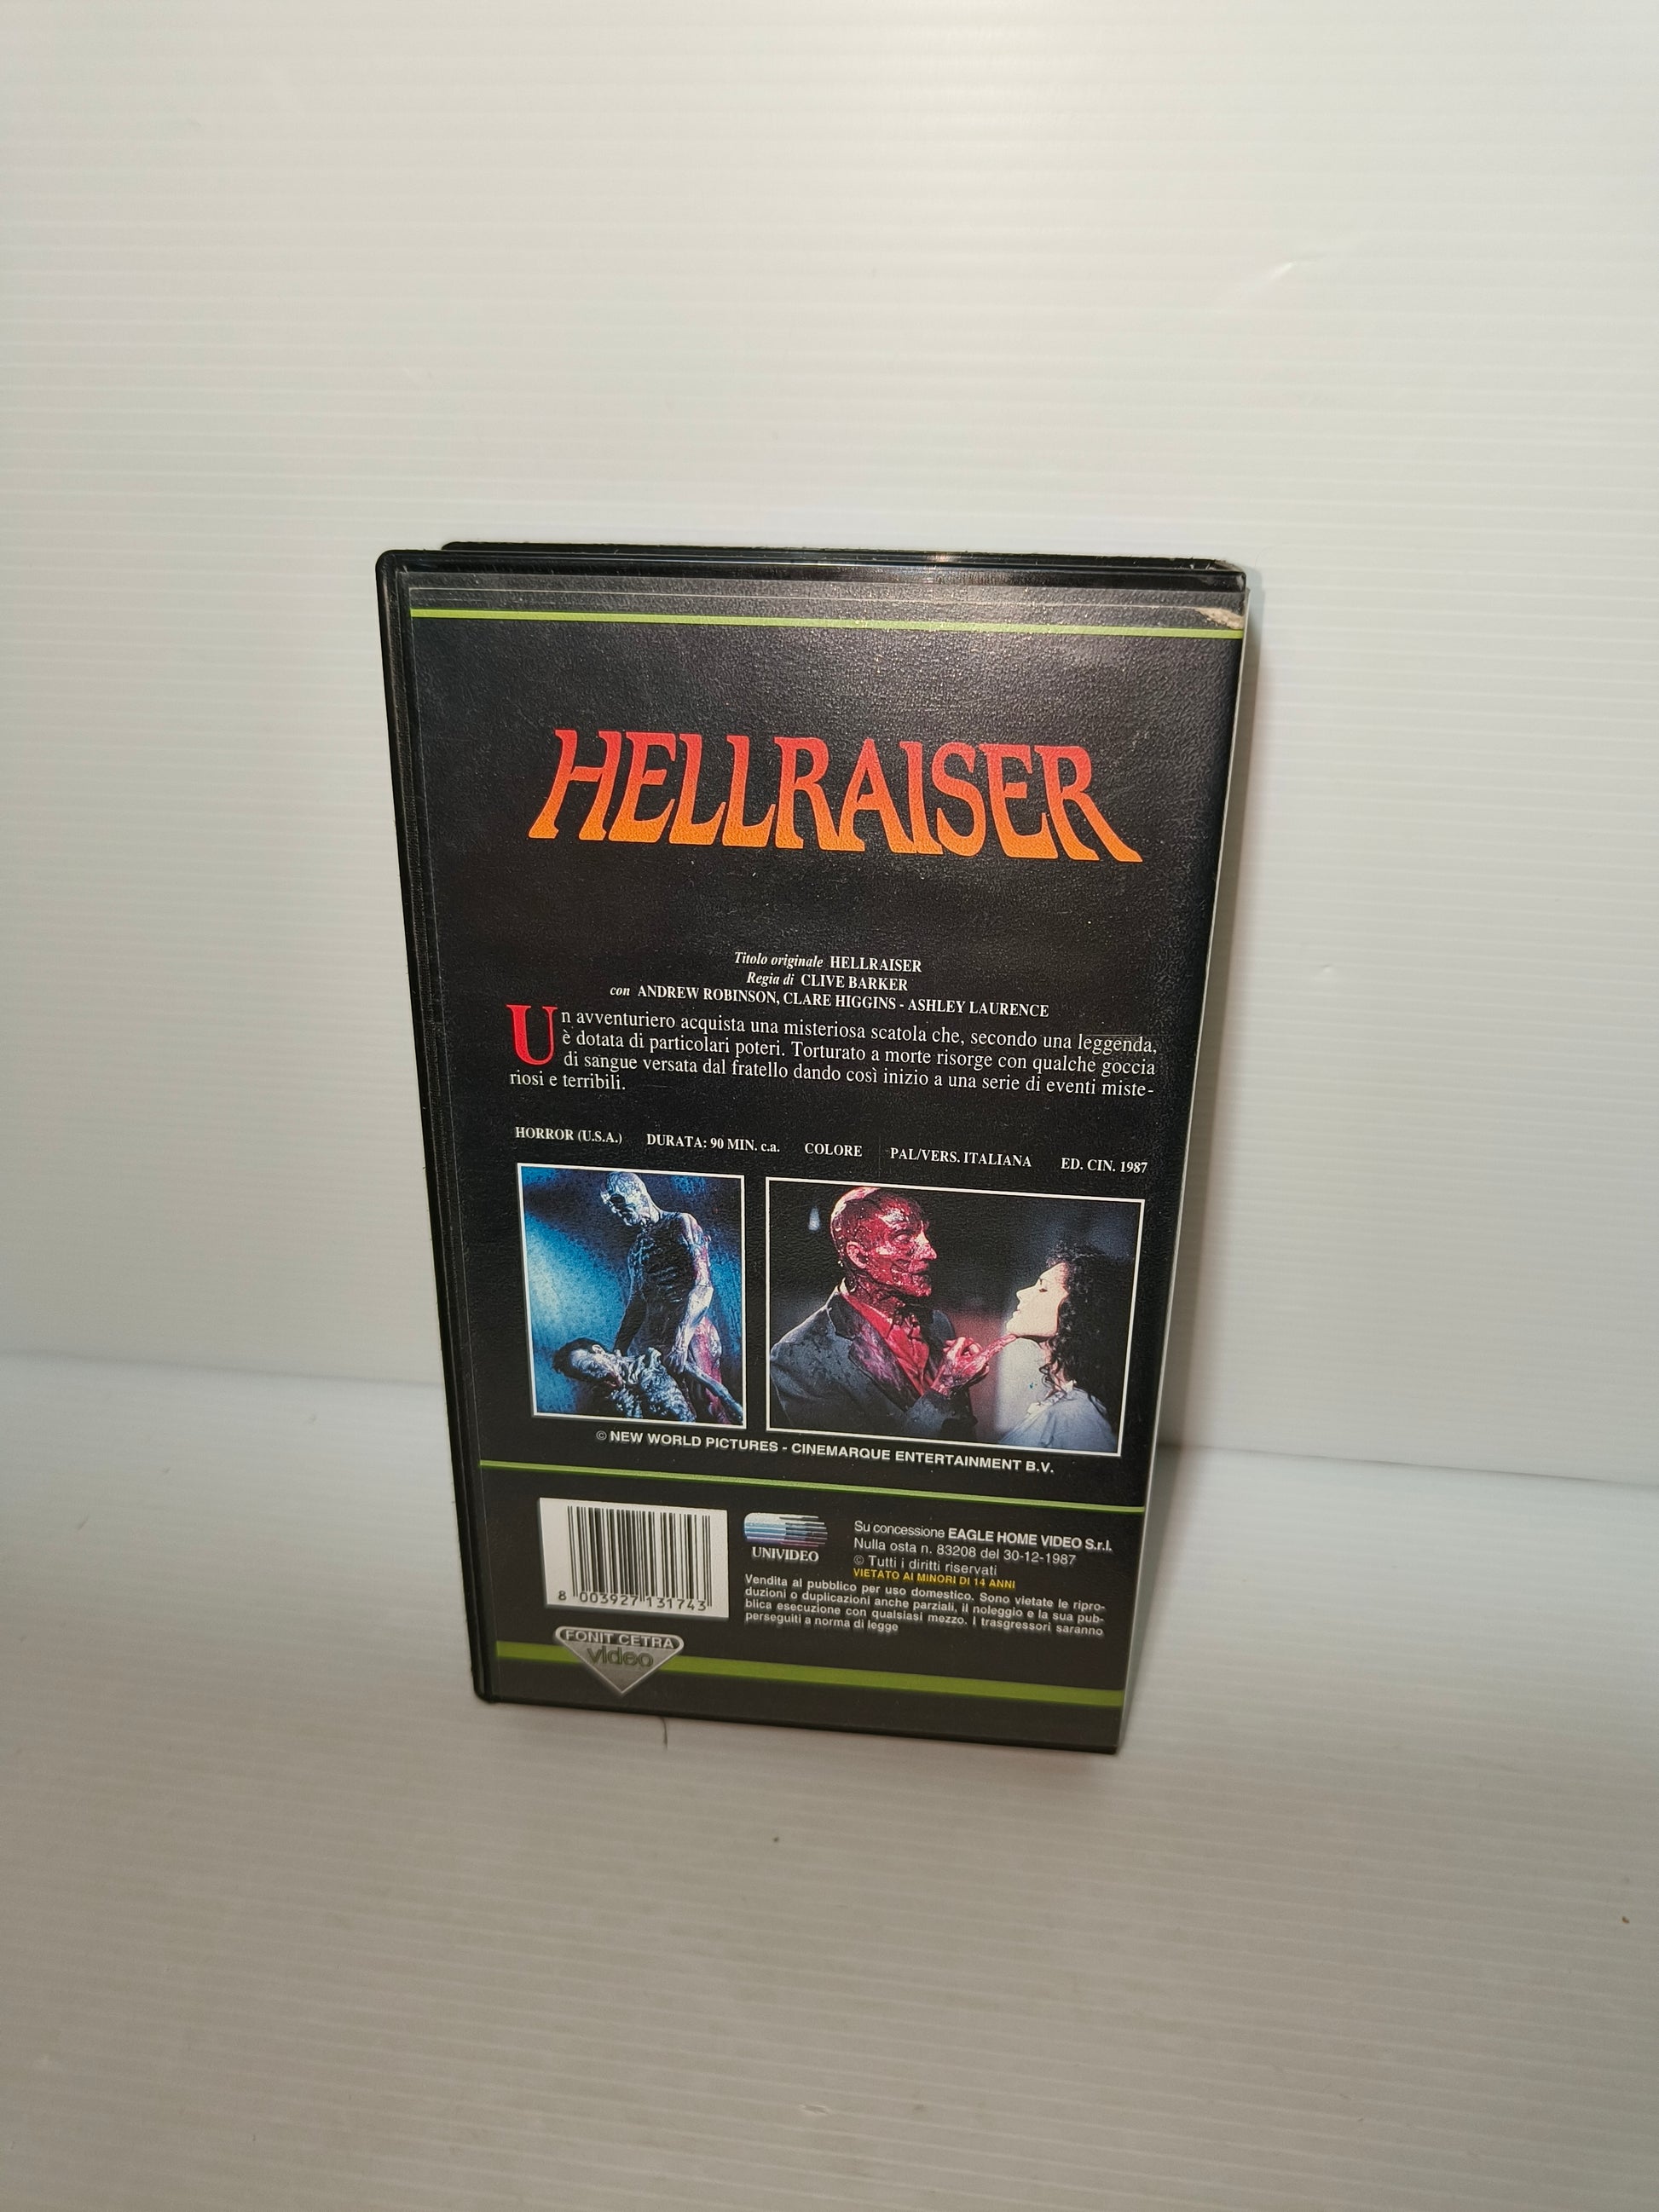 HELLRAISER
Titolo originale HELLRAISER
Regia di CLIVE BARKER
con ANDREW ROBINSON, CLARE HIGGINS - ASHLEY LAURENCE
Un avventuriero acquista una misteriosa scatola che, secondo una leggenda,
è dotata di particolari poteri. Torturato a morte risorge con qualche goccia
di sangue versata dal fratello dando così inizio a una serie di eventi miste-
riosi e terribili.
HORROR (U.S.A.) DURATA: 90 MIN. c.a. COLORE PAL/VERS. ITALIANA ED. CIN. 1987
© NEW WORLD PICTURES - CINEMARQUE ENTERTAINMENT B.V.
8 003927 131743
UNIVIDEO
Su concessione EAGLE HOME VIDEO S.r.l.
Nulla osta n. 83208 del 30-12-1987
© Tutti i diritti riservati
VIETATO AI MINORI DI 14 ANNI
Vendita al pubblico per uso domestico. Sono vietate le ripro-
duzioni o duplicazioni anche parziali, il noleggio e la sua pub-
blica esecuzione con qualsiasi mezzo. I trasgressori saranno
perseguiti a norma di legge
FONIT CETRA
video